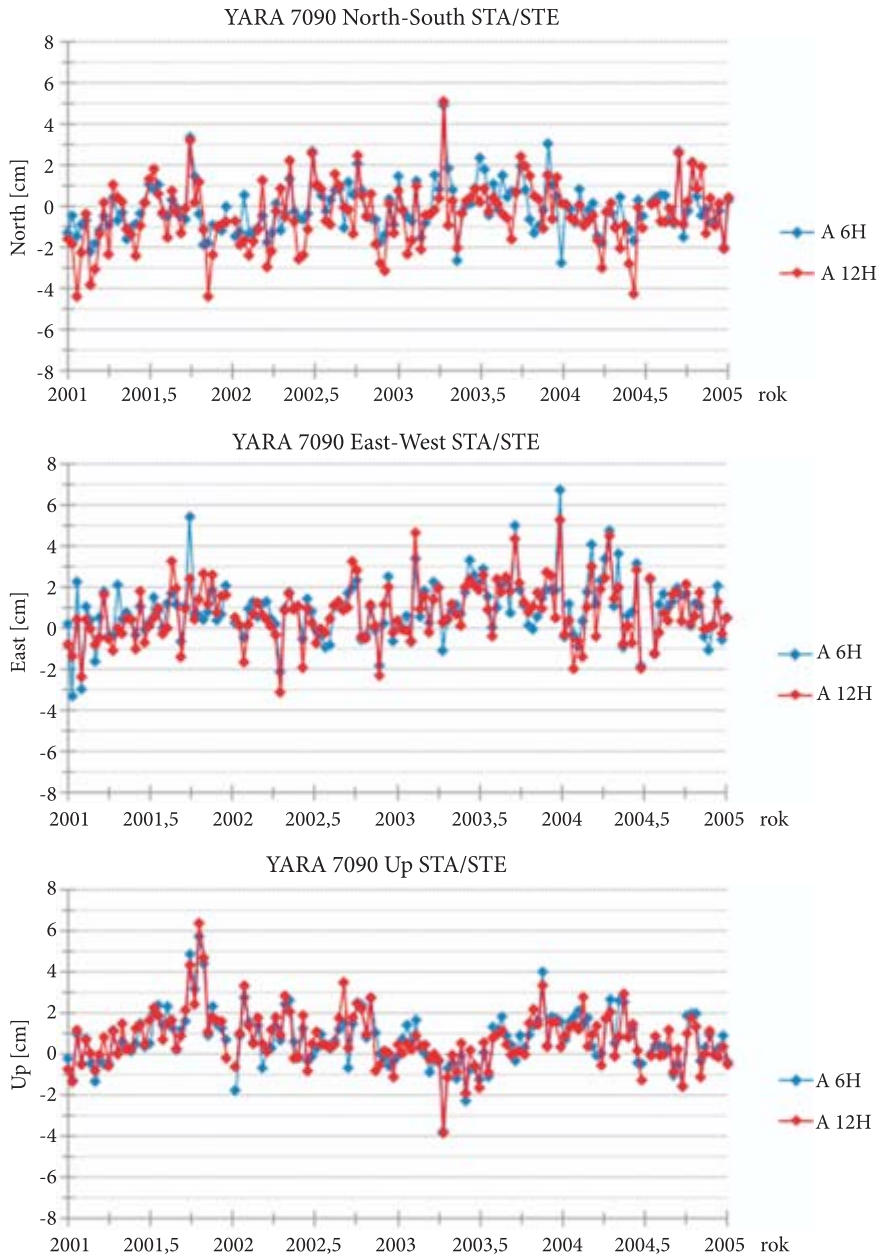 YARA 7090 North-South STA/STE
8
6
4
2
0
-2
-4
-6
-8
North [cm]
2001 2001,5 2002 2002,5 2003 2003,5 2004 2004,5 2005 rok
A 6H
A 12H
YARA 7090 East-West STA/STE
8
6
4
2
0
-2
-4
-6
-8
East [cm]
2001 2001,5 2002 2002,5 2003 2003,5 2004 2004,5 2005 rok
A 6H
A 12H
YARA 7090 Up STA/STE
8
6
4
2
0
-2
-4
-6
-8
Up [cm]
2001 2001,5 2002 2002,5 2003 2003,5 2004 2004,5 2005 rok
A 6H
A 12H